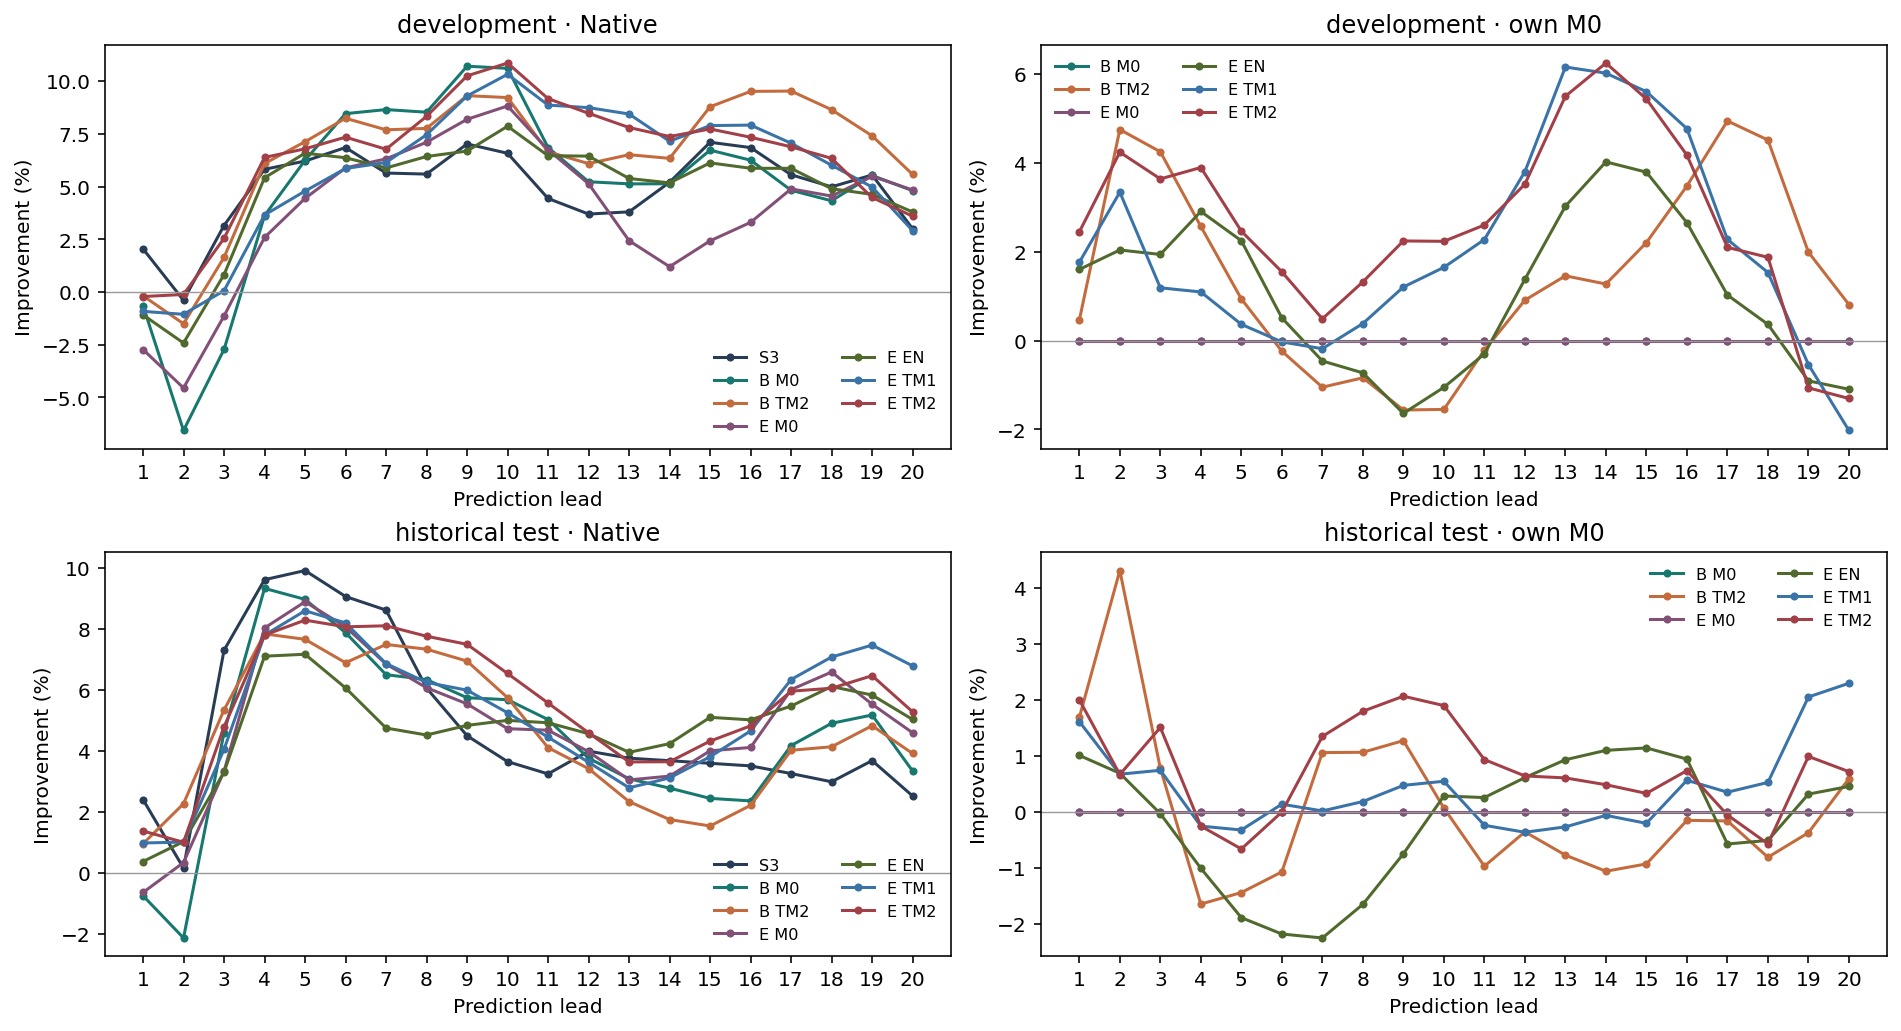 development · Native
Improvement (%)
10.0
7.5
5.0
2.5
0.0
−2.5
−5.0
S3
B M0
B TM2
E M0
E EN
E TM1
E TM2
1 2 3 4 5 6 7 8 9 10 11 12 13 14 15 16 17 18 19 20
Prediction lead
development · own M0
Improvement (%)
6
4
2
0
−2
B M0
B TM2
E M0
E EN
E TM1
E TM2
1 2 3 4 5 6 7 8 9 10 11 12 13 14 15 16 17 18 19 20
Prediction lead
historical test · Native
Improvement (%)
10
8
6
4
2
0
−2
S3
B M0
B TM2
E M0
E EN
E TM1
E TM2
1 2 3 4 5 6 7 8 9 10 11 12 13 14 15 16 17 18 19 20
Prediction lead
historical test · own M0
Improvement (%)
4
3
2
1
0
−1
−2
B M0
B TM2
E M0
E EN
E TM1
E TM2
1 2 3 4 5 6 7 8 9 10 11 12 13 14 15 16 17 18 19 20
Prediction lead